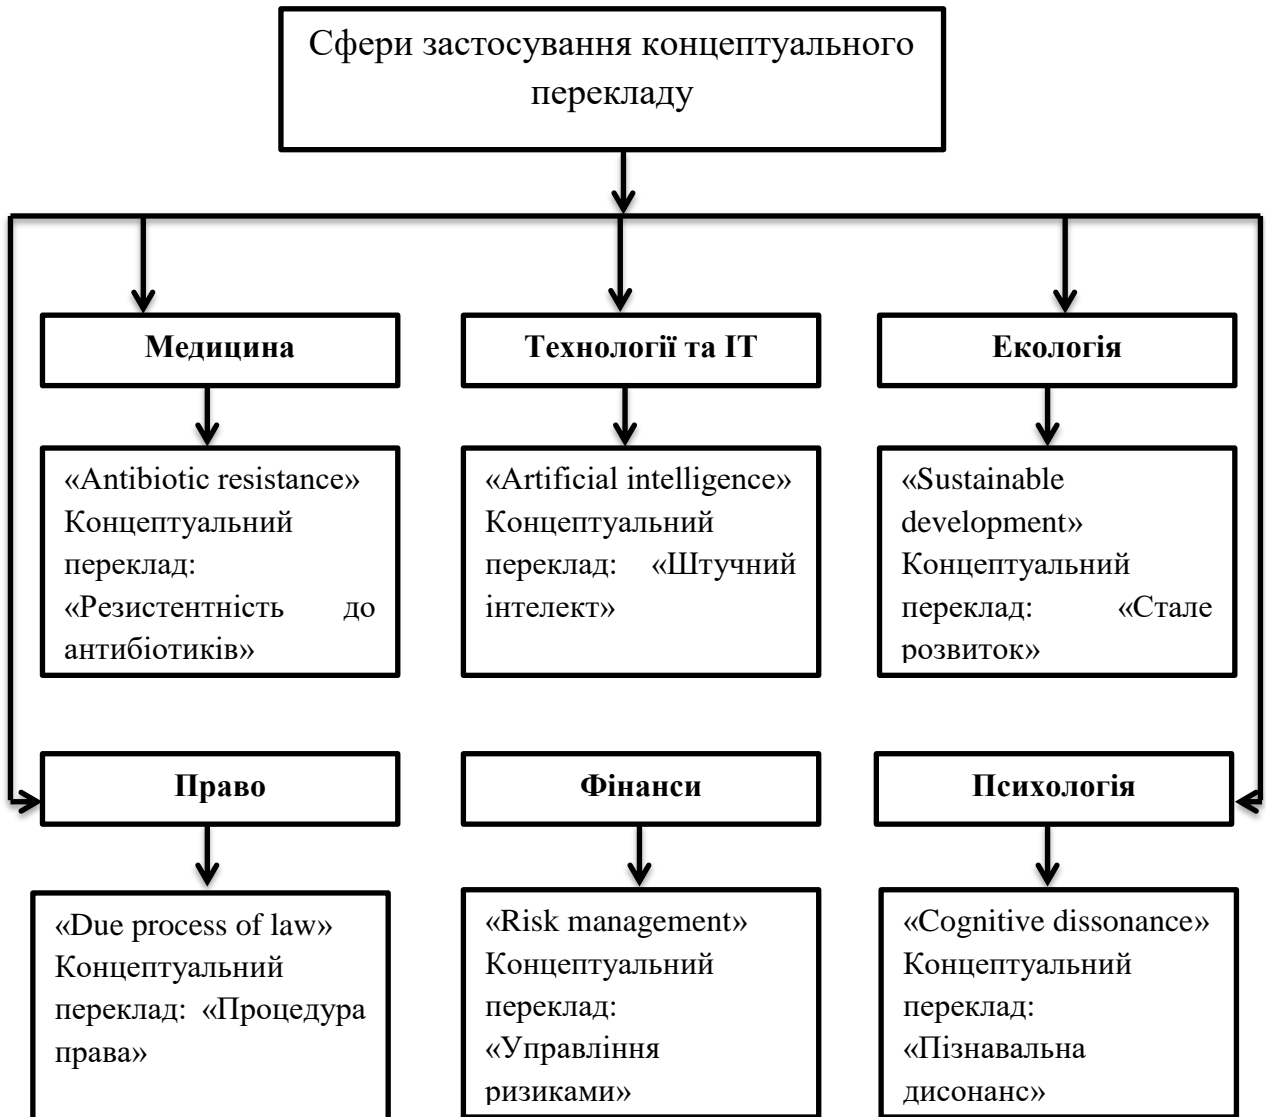 Сфери застосування концептуального
перекладу
Медицина
Технології та ІТ
Екологія
«Antibiotic resistance»
Концептуальний
переклад:
«Резистентність до
антибіотиків»
«Artificial intelligence»
Концептуальний
переклад: «Штучний
інтелект»
«Sustainable
development»
Концептуальний
переклад: «Стале
розвиток»
Право
Фінанси
Психологія
«Due process of law»
Концептуальний
переклад: «Процедура
права»
«Risk management»
Концептуальний
переклад:
«Управління
ризиками»
«Cognitive dissonance»
Концептуальний
переклад:
«Пізнавальна
дисонанс»